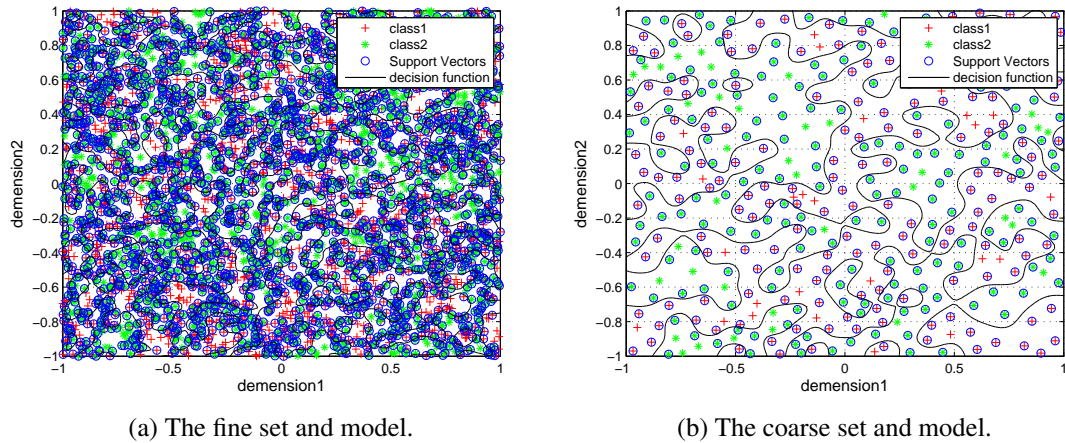 1
0.8
0.6
0.4
0.2
0
−0.2
−0.4
−0.6
−0.8
−1
−1
−0.5
0
0.5
1
demension2
demension1
class1
class2
Support Vectors
decision function
(a) The fine set and model.
1
0.8
0.6
0.4
0.2
0
−0.2
−0.4
−0.6
−0.8
−1
−1
−0.5
0
0.5
1
demension2
demension1
class1
class2
Support Vectors
decision function
(b) The coarse set and model.